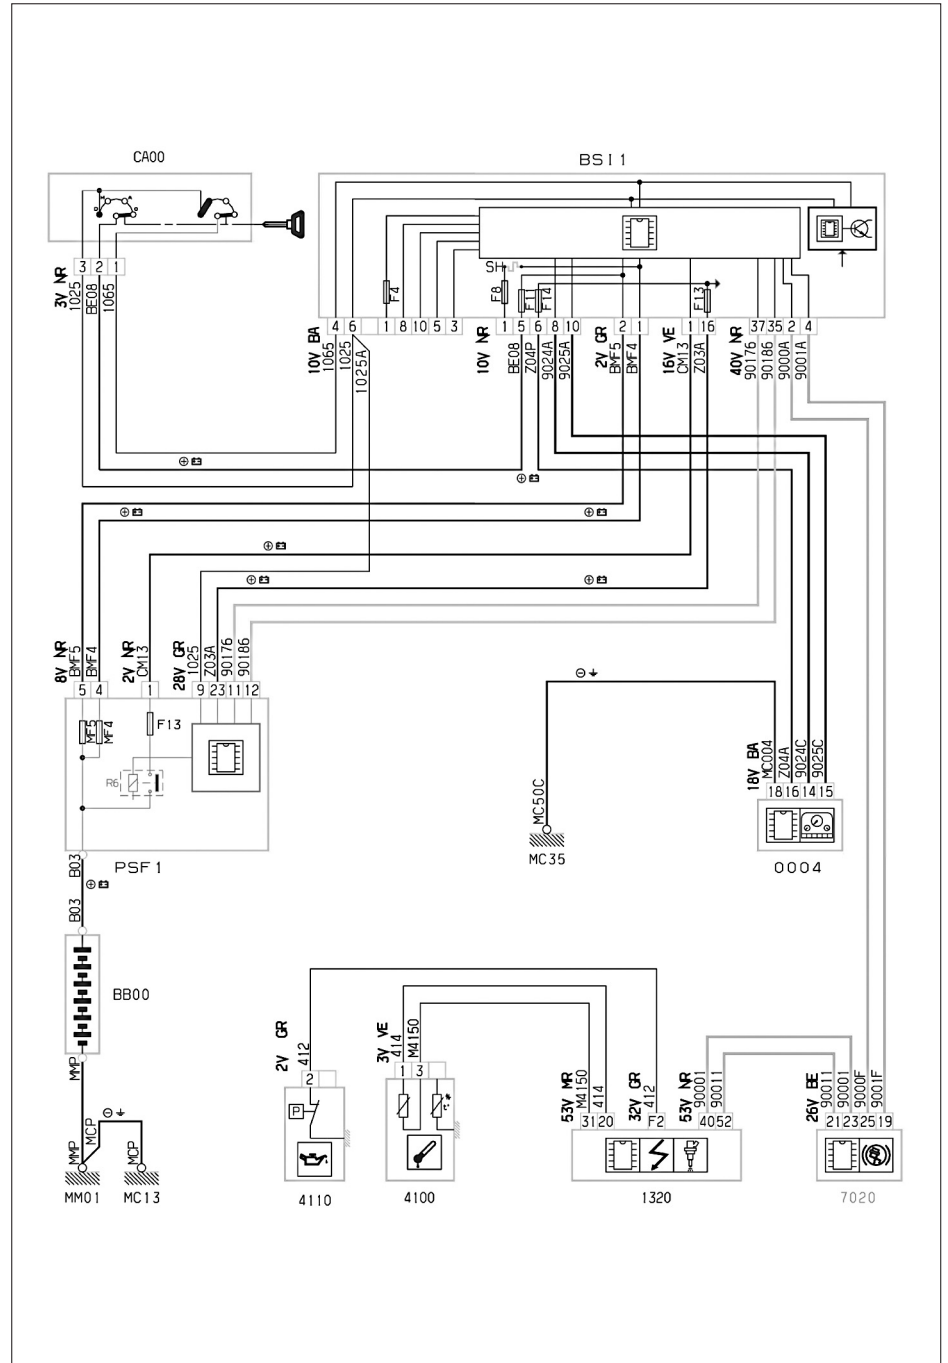 CA00
BSI1
H
A
D
C
3 2 1
3V NR
1025
BE08
1065
SH
F4
F8
F1
F14
F13
4 6 1 8 10 5 3
1 5 6 8 10
2 1
1 16
37 35 2 4
10V BA
1065
1025
1025A
10V NR
BE08
Z04P
9024A
9025A
2V GR
BMF5
BMF4
16V VE
CM13
Z03A
40V NR
90176
90186
9000A
9001A
8V NR
BMF5
BMF4
2V NR
CM13
28V GR
1025
Z03A
90176
90186
5 4
1
9 23 11 12
MF5
MF4
F13
R6
PSF1
B03
B03
BB00
MMP
MMP
MCP
MCP
MM01
MC13
MC50C
MC35
18V BA
MC004
Z04A
9024C
9025C
18 16 14 15
0004
2V GR
412
2
P
4110
3V VE
414
M4150
1 3
t°
4100
53V MR
M4150
414
31 20
32V GR
412
F2
53V NR
90001
90011
40 52
1320
26V BE
90011
90001
9000F
9001F
21 23 25 19
7020